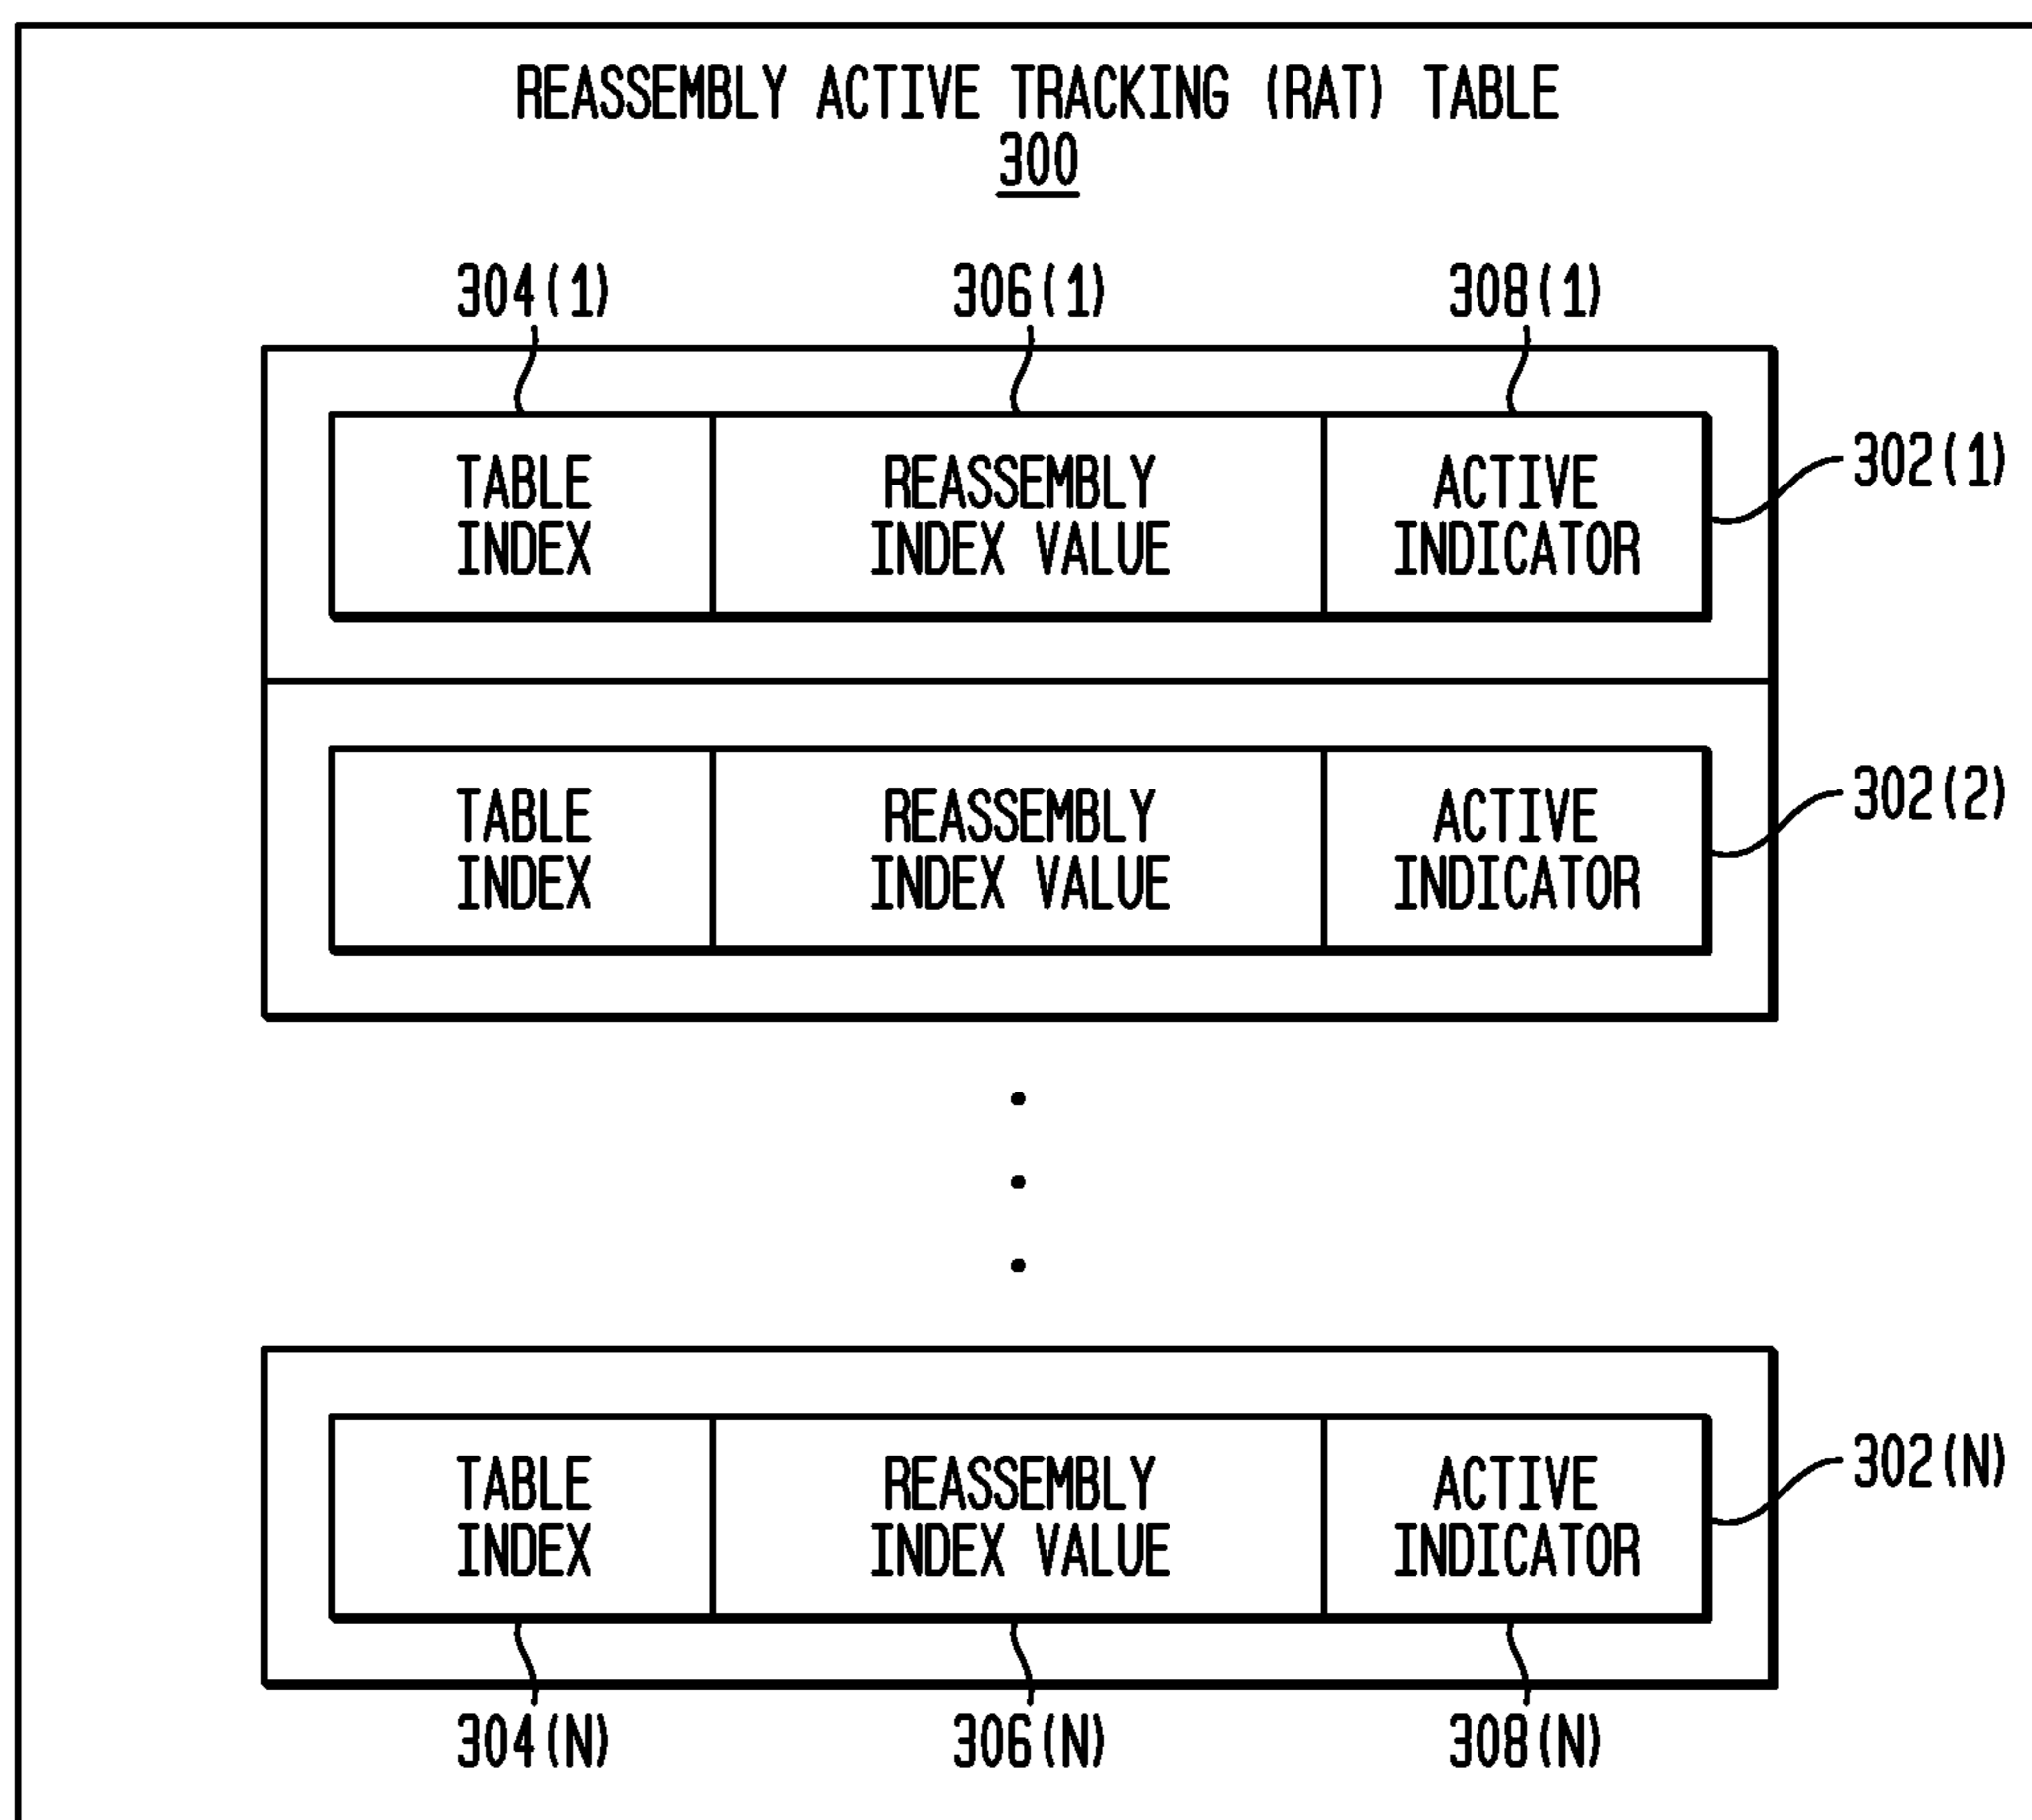 REASSEMBLY ACTIVE TRACKING (RAT) TABLE
300
304(1) 306(1) 308(1)
TABLE INDEX
REASSEMBLY INDEX VALUE
ACTIVE INDICATOR
302(1)
TABLE INDEX
REASSEMBLY INDEX VALUE
ACTIVE INDICATOR
302(2)
TABLE INDEX
REASSEMBLY INDEX VALUE
ACTIVE INDICATOR
302(N)
304(N) 306(N) 308(N)